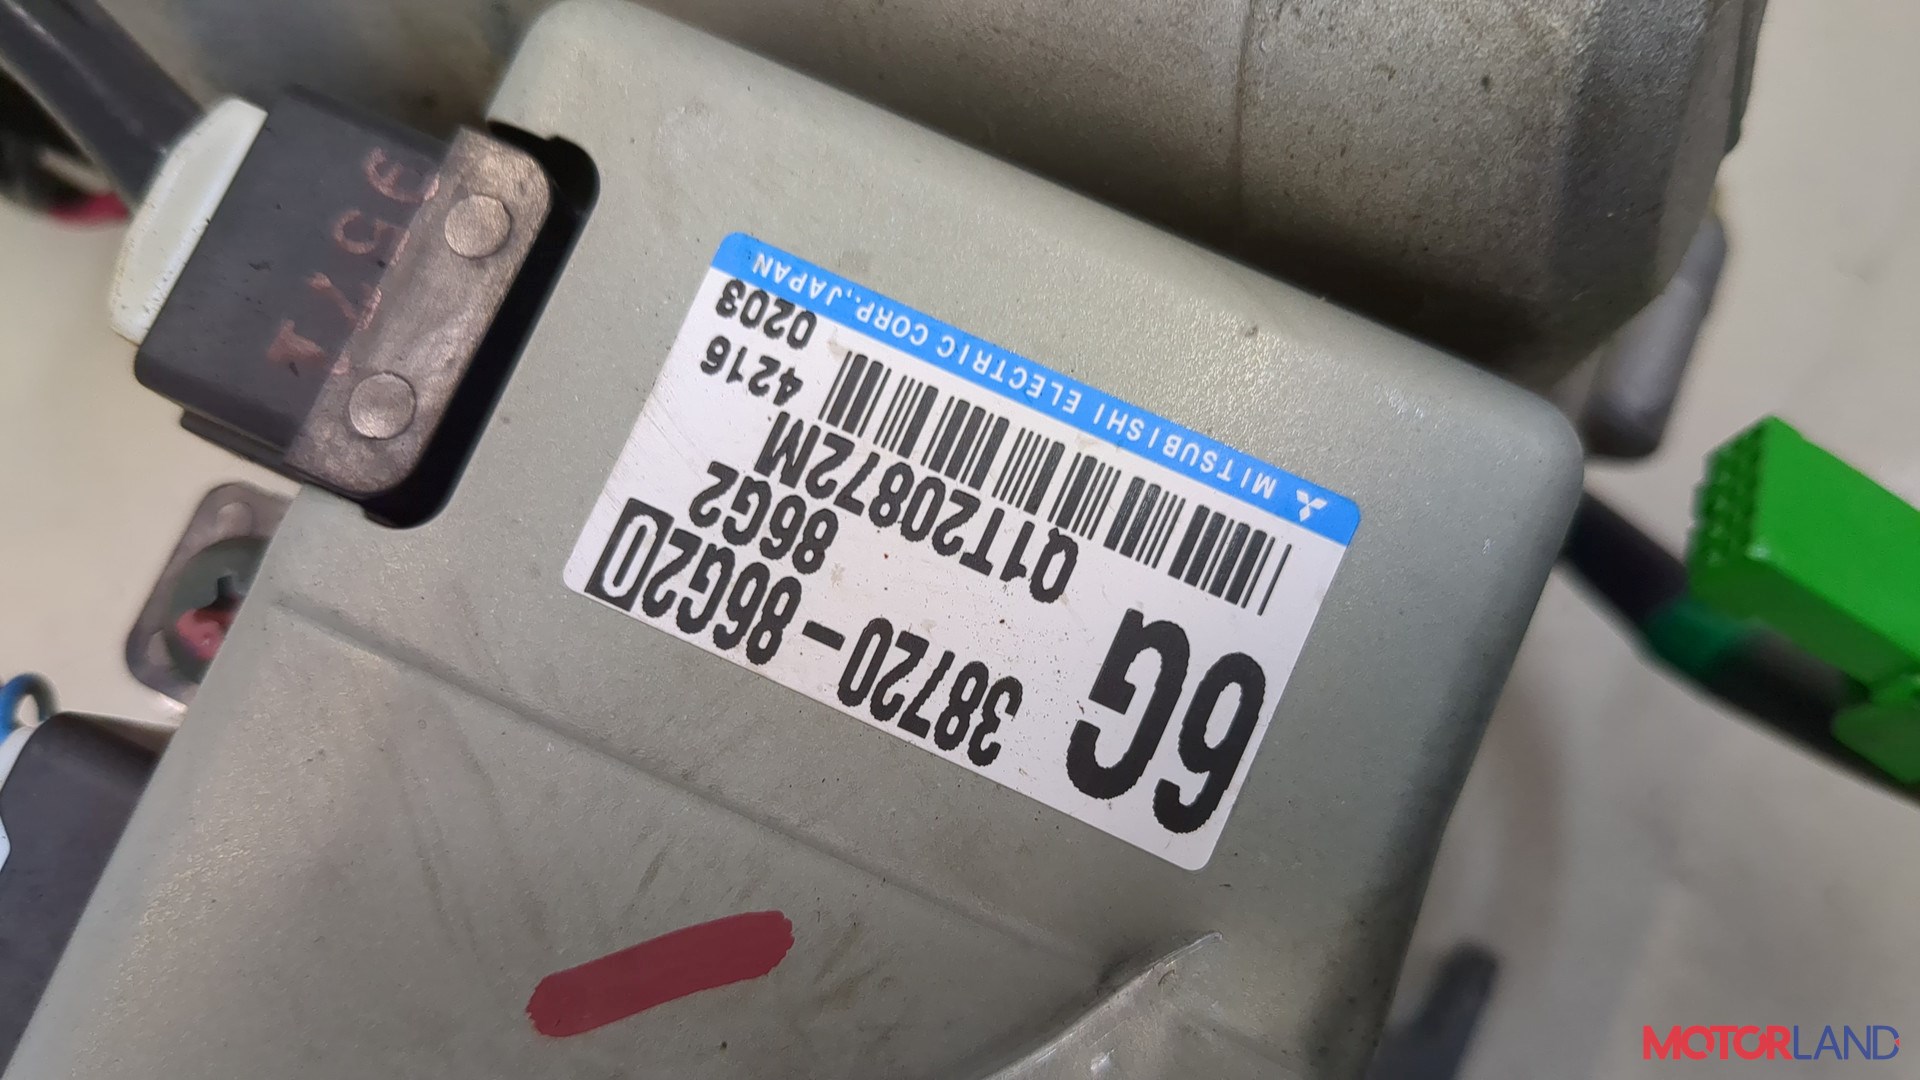 MITSUBISHI ELECTRIC CORP.,JAPAN
0203
4216
Q1T20872M
86G2
38720-86G20
6G
MOTORLAND